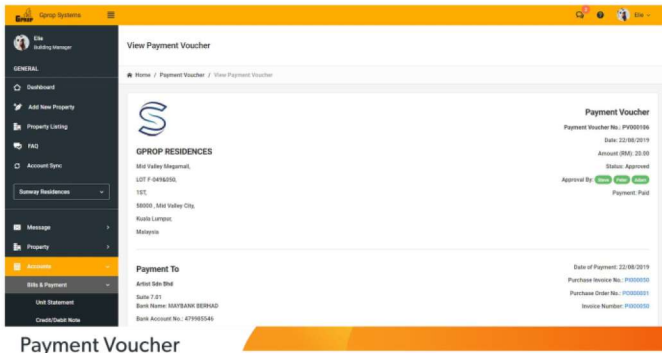 GPROP Gprop Systems
Elie
Elie
Building Manager
View Payment Voucher
GENERAL
Home / Payment Voucher / View Payment Voucher
Dashboard
Add New Property
Property Listing
FAQ
Account Sync
Sunway Residences
Message
Property
Accounts
Bills & Payment
Unit Statement
Credit/Debit Note
GPROP RESIDENCES
Mid Valley Megamall,
LOT F-049&050,
1ST,
58000 , Mid Valley City,
Kuala Lumpur,
Malaysia
Payment Voucher
Payment Voucher No.: PV000106
Date: 22/08/2019
Amount (RM): 20.00
Status: Approved
Approval By:
Payment: Paid
Payment To
Artist Sdn Bhd
Suite 7.01
Bank Name: MAYBANK BERHAD
Bank Account No.: 479985546
Date of Payment: 22/08/2019
Purchase Invoice No.: PI000050
Purchase Order No.: PO000031
Invoice Number: PI000050
Payment Voucher